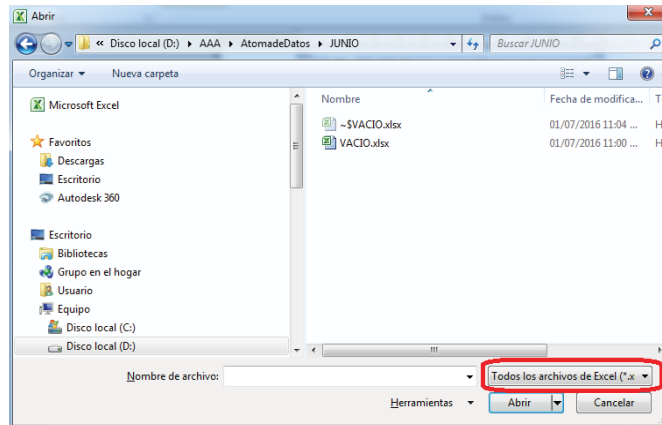 Abrir
« Disco local (D:) ▸ AAA ▸ AtomadeDatos ▸ JUNIO
Buscar JUNIO
Organizar
Nueva carpeta
Microsoft Excel
Favoritos
Descargas
Escritorio
Autodesk 360
Escritorio
Bibliotecas
Grupo en el hogar
Usuario
Equipo
Disco local (C:)
Disco local (D:)
Nombre Fecha de modifica... T
~$VACIO.xlsx 01/07/2016 11:04 ... H
VACIO.xlsx 01/07/2016 11:00 ... H
Nombre de archivo:
Todos los archivos de Excel (*.x
Herramientas
Abrir
Cancelar